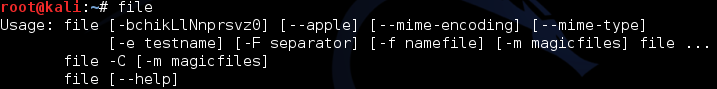 root@kali:~# file
Usage: file [-bchikLlNnprsvz0] [--apple] [--mime-encoding] [--mime-type]
            [-e testname] [-F separator] [-f namefile] [-m magicfiles] file ...
       file -C [-m magicfiles]
       file [--help]